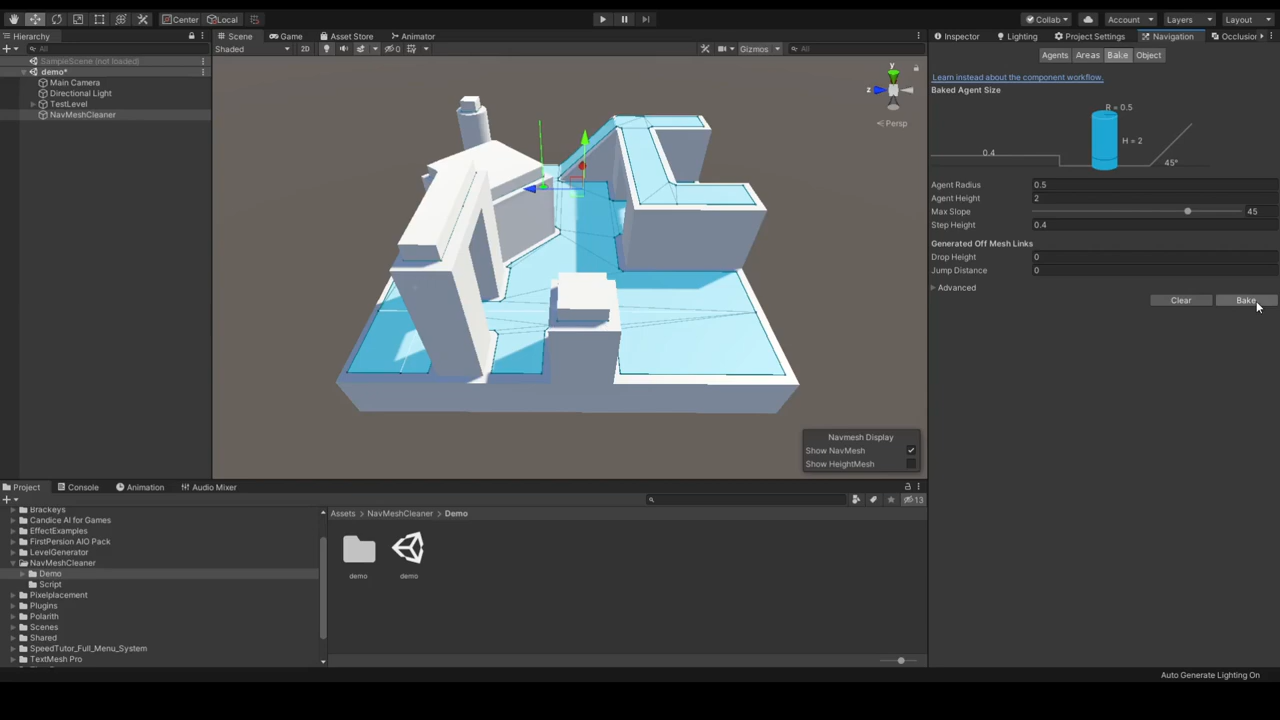 Center Local Collab Account Layers Layout
Hierarchy Scene Game Asset Store Animator Inspector Lighting Project Settings Navigation Occlusion
All Shaded 2D 0 Gizmos All
Agents Areas Bake Object
SampleScene (not loaded)
demo*
Main Camera
Directional Light
TestLevel
NavMeshCleaner
y
z
Persp
Learn instead about the component workflow.
Baked Agent Size
R = 0.5
H = 2
0.4
45°
Agent Radius 0.5
Agent Height 2
Max Slope 45
Step Height 0.4
Generated Off Mesh Links
Drop Height 0
Jump Distance 0
Advanced
Clear Bake
Navmesh Display
Show NavMesh
Show HeightMesh
Project Console Animation Audio Mixer
13
Brackeys
Candice AI for Games
EffectExamples
FirstPersion AIO Pack
LevelGenerator
NavMeshCleaner
Demo
Script
Pixelplacement
Plugins
Polarith
Scenes
Shared
SpeedTutor_Full_Menu_System
TextMesh Pro
Assets NavMeshCleaner Demo
demo demo
Auto Generate Lighting On